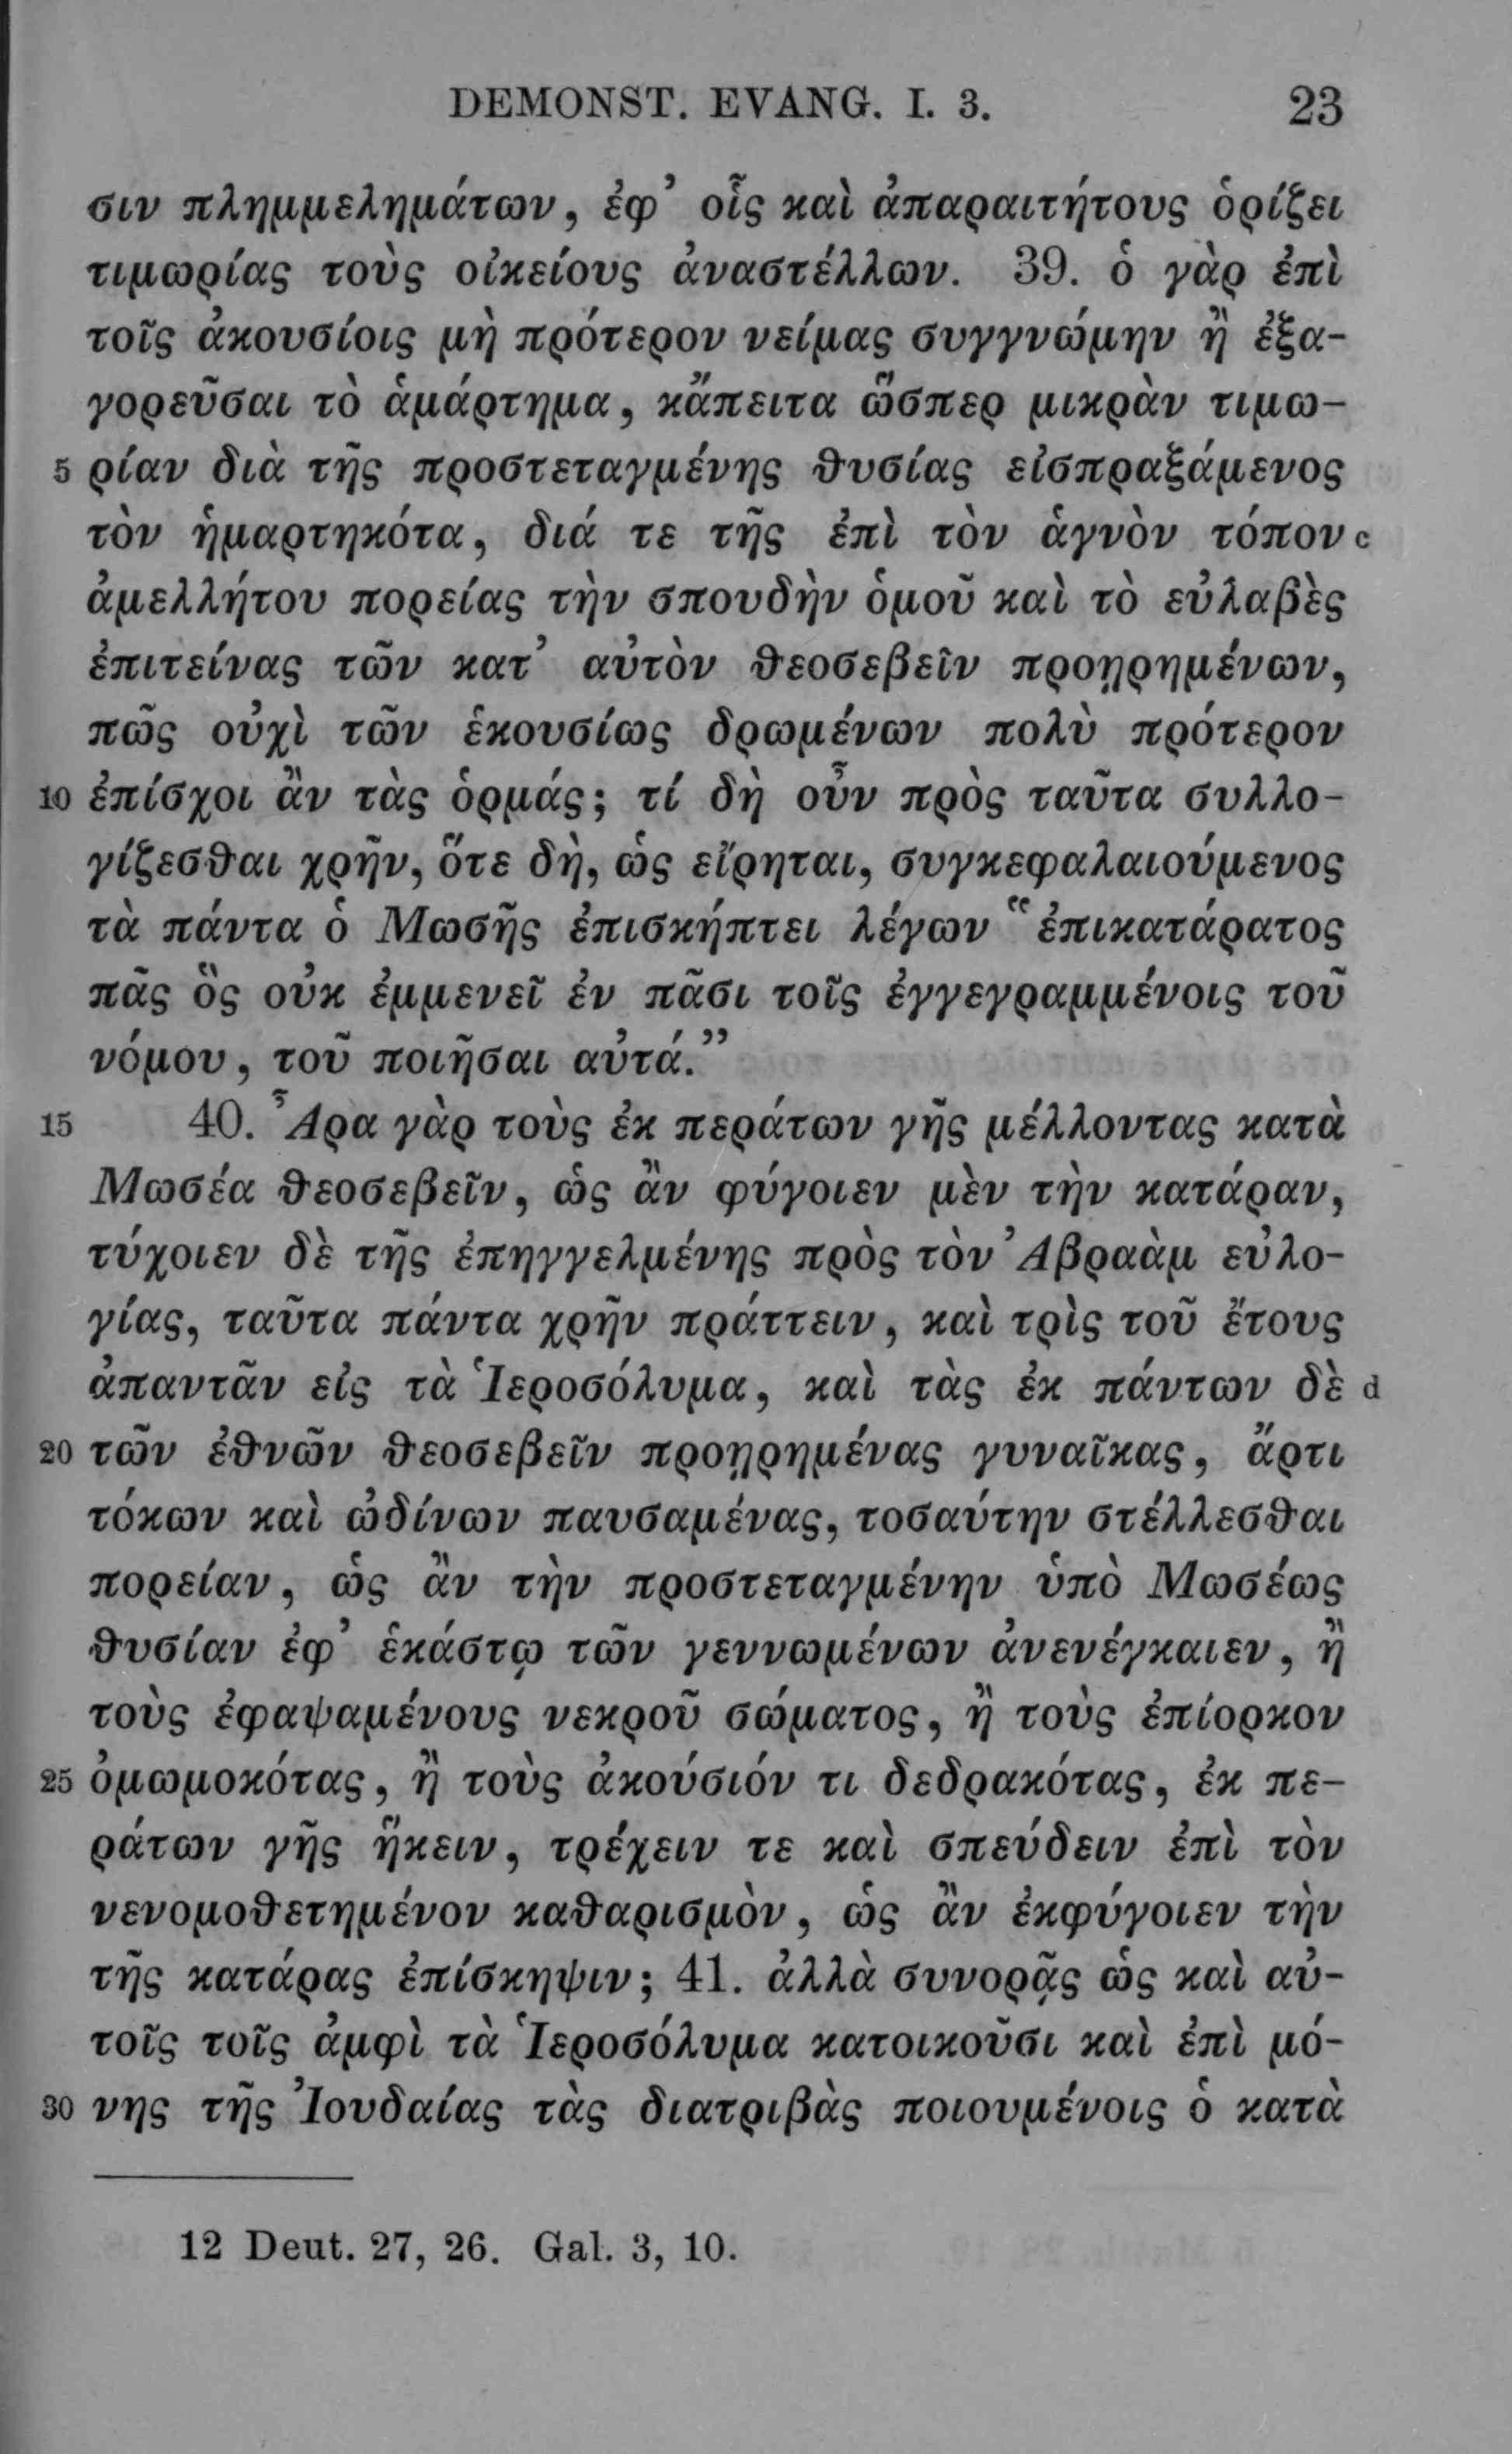 DEMONST. EVANG. I. 3. 23
σιν πλημμελημάτων, ἐφ᾽ οἷς καὶ ἀπαραιτήτους ὁρίζει
τιμωρίας τοὺς οἰκείους ἀναστέλλων. 39. ὁ γὰρ ἐπὶ
τοῖς ἀκουσίοις μὴ πρότερον νείμας συγγνώμην ἢ ἐξα-
γορεῦσαι τὸ ἁμάρτημα, κἄπειτα ὥσπερ μικρὰν τιμω-
5 ρίαν διὰ τῆς προστεταγμένης θυσίας εἰσπραξάμενος
τὸν ἡμαρτηκότα, διά τε τῆς ἐπὶ τὸν ἁγνὸν τόπον c
ἀμελλήτου πορείας τὴν σπουδὴν ὁμοῦ καὶ τὸ εὐλαβὲς
ἐπιτείνας τῶν κατ᾽ αὐτὸν θεοσεβεῖν προῃρημένων,
πῶς οὐχὶ τῶν ἑκουσίως δρωμένων πολὺ πρότερον
10 ἐπίσχοι ἂν τὰς ὁρμάς; τί δὴ οὖν πρὸς ταῦτα συλλο-
γίζεσθαι χρῆν, ὅτε δὴ, ὡς εἴρηται, συγκεφαλαιούμενος
τὰ πάντα ὁ Μωσῆς ἐπισκήπτει λέγων “ἐπικατάρατος
πᾶς ὃς οὐκ ἐμμενεῖ ἐν πᾶσι τοῖς ἐγγεγραμμένοις τοῦ
νόμου, τοῦ ποιῆσαι αὐτά.”
15 40. Ἆρα γὰρ τοὺς ἐκ περάτων γῆς μέλλοντας κατὰ
Μωσέα θεοσεβεῖν, ὡς ἂν φύγοιεν μὲν τὴν κατάραν,
τύχοιεν δὲ τῆς ἐπηγγελμένης πρὸς τὸν Ἀβραὰμ εὐλο-
γίας, ταῦτα πάντα χρῆν πράττειν, καὶ τρὶς τοῦ ἔτους
ἀπαντᾶν εἰς τὰ Ἱεροσόλυμα, καὶ τὰς ἐκ πάντων δὲ d
20 τῶν ἐθνῶν θεοσεβεῖν προῃρημένας γυναῖκας, ἄρτι
τόκων καὶ ὠδίνων παυσαμένας, τοσαύτην στέλλεσθαι
πορείαν, ὡς ἂν τὴν προστεταγμένην ὑπὸ Μωσέως
θυσίαν ἐφ᾽ ἑκάστῳ τῶν γεννωμένων ἀνενέγκαιεν, ἢ
τοὺς ἐφαψαμένους νεκροῦ σώματος, ἢ τοὺς ἐπίορκον
25 ὀμωμοκότας, ἢ τοὺς ἀκούσιόν τι δεδρακότας, ἐκ πε-
ράτων γῆς ἥκειν, τρέχειν τε καὶ σπεύδειν ἐπὶ τὸν
νενομοθετημένον καθαρισμὸν, ὡς ἂν ἐκφύγοιεν τὴν
τῆς κατάρας ἐπίσκηψιν; 41. ἀλλὰ συνορᾷς ὡς καὶ αὐ-
τοῖς τοῖς ἀμφὶ τὰ Ἱεροσόλυμα κατοικοῦσι καὶ ἐπὶ μό-
30 νης τῆς Ἰουδαίας τὰς διατριβὰς ποιουμένοις ὁ κατὰ
12 Deut. 27, 26. Gal. 3, 10.